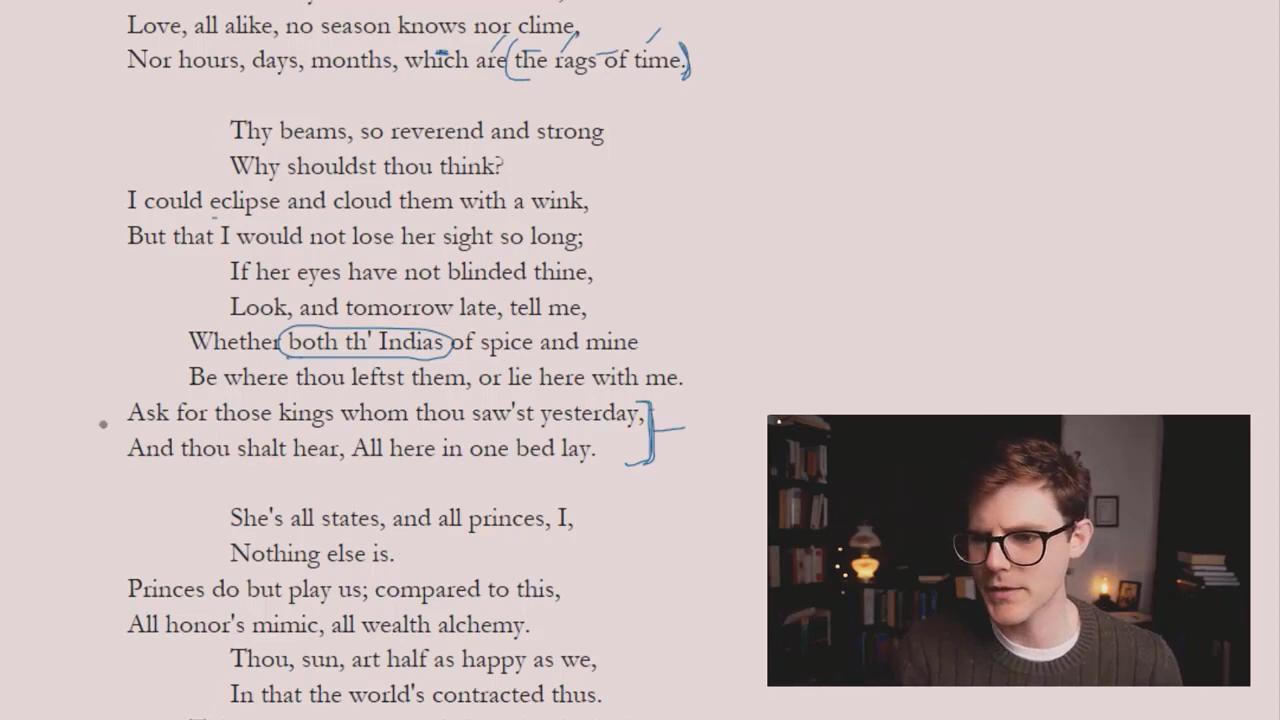 Love, all alike, no season knows nor clime,
Nor hours, days, months, which are the rags of time.
Thy beams, so reverend and strong
Why shouldst thou think?
I could eclipse and cloud them with a wink,
But that I would not lose her sight so long;
If her eyes have not blinded thine,
Look, and tomorrow late, tell me,
Whether both th' Indias of spice and mine
Be where thou leftst them, or lie here with me.
Ask for those kings whom thou saw'st yesterday,
And thou shalt hear, All here in one bed lay.
She's all states, and all princes, I,
Nothing else is.
Princes do but play us; compared to this,
All honor's mimic, all wealth alchemy.
Thou, sun, art half as happy as we,
In that the world's contracted thus.